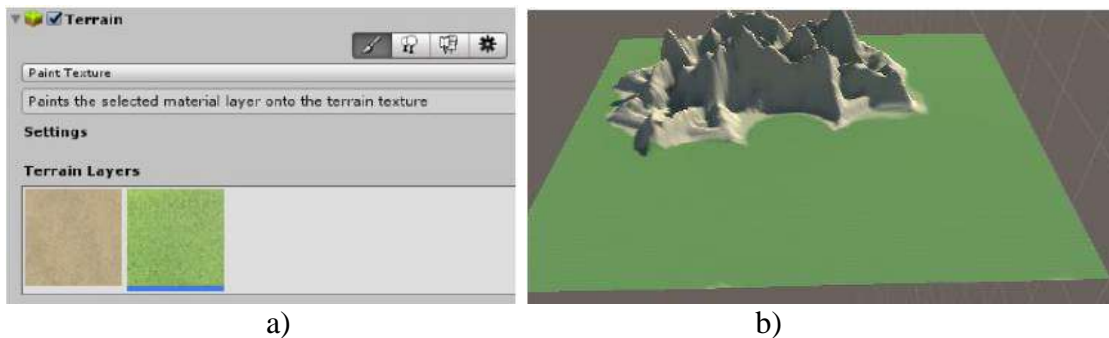 Terrain
Paint Texture
Paints the selected material layer onto the terrain texture
Settings
Terrain Layers
a)
b)